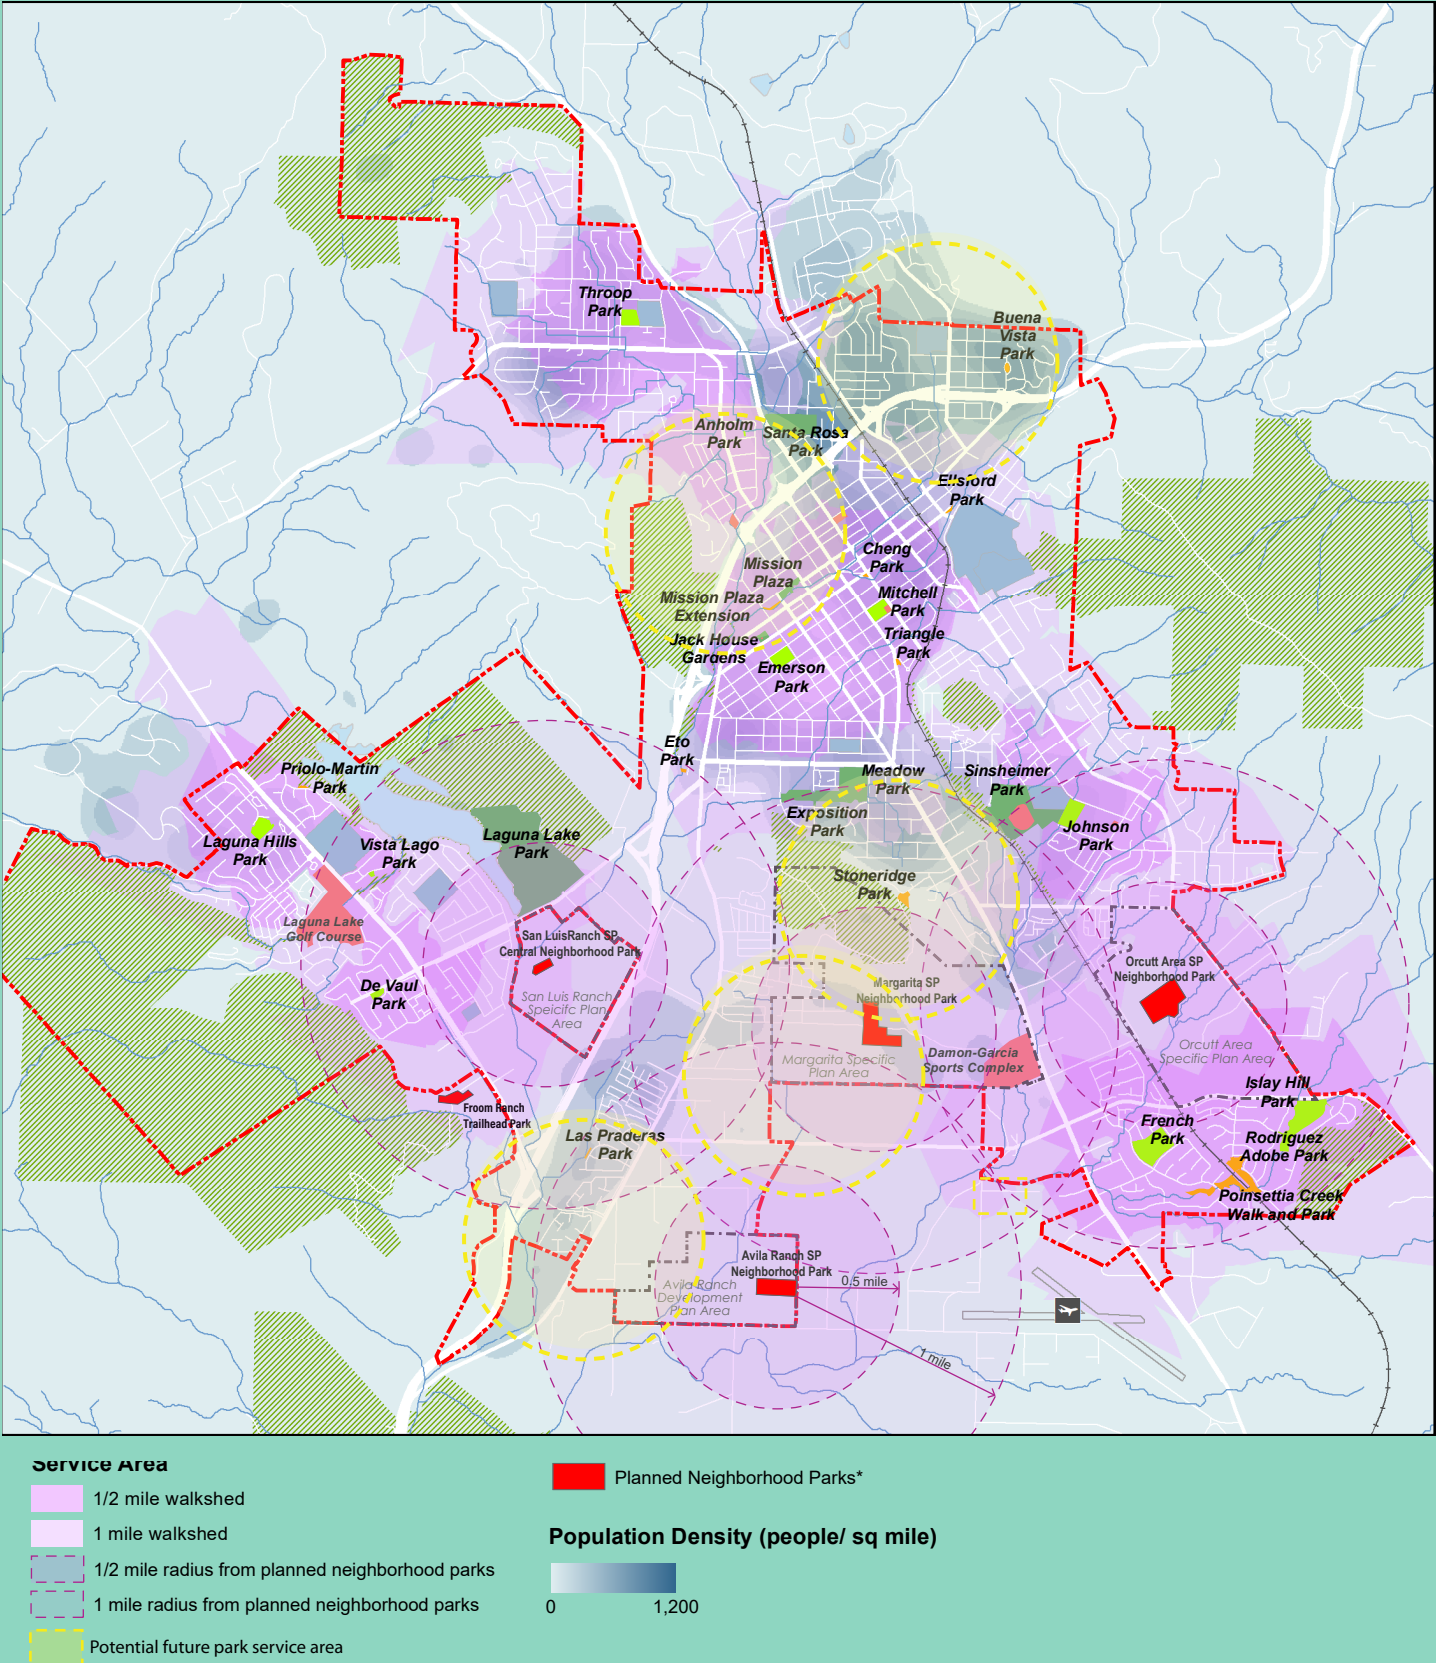 Throop
Park
Buena
Vista
Park
Anholm
Park
Santa Rosa
Park
Ellsford
Park
Cheng
Park
Mission
Plaza
Mitchell
Park
Mission Plaza
Extension
Triangle
Park
Jack House
Gardens
Emerson
Park
Eto
Park
Priolo-Martin
Park
Meadow
Park
Sinsheimer
Park
Exposition
Park
Johnson
Park
Laguna Hills
Park
Vista Lago
Park
Laguna Lake
Park
Stoneridge
Park
Laguna Lake
Golf Course
San LuisRanch SP
Central Neighborhood Park
Orcutt Area SP
Neighborhood Park
De Vaul
Park
San Luis Ranch
Speicifc Plan
Area
Margarita SP
Neighborhood Park
Margarita Specific
Plan Area
Damon-Garcia
Sports Complex
Orcutt Area
Specific Plan Area
Islay Hill
Park
Froom Ranch
Trailhead Park
Las Praderas
Park
French
Park
Rodriguez
Adobe Park
Poinsettia Creek
Walk and Park
Avila Ranch SP
Neighborhood Park
0.5 mile
Avila Ranch
Development
Plan Area
1 mile
Service Area
1/2 mile walkshed
1 mile walkshed
1/2 mile radius from planned neighborhood parks
1 mile radius from planned neighborhood parks
Potential future park service area
Planned Neighborhood Parks*
Population Density (people/ sq mile)
0
1,200